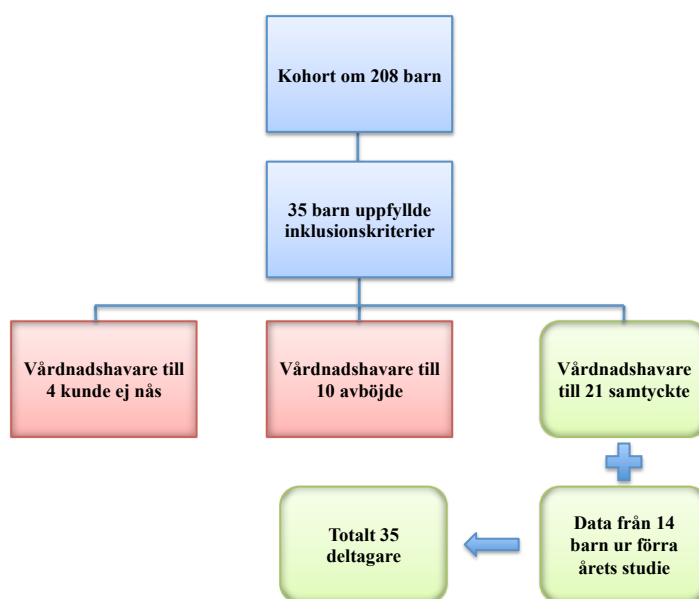 Kohort om 208 barn
35 barn uppfyllde
inklusionskriterier
Vårdnadshavare till
4 kunde ej nås
Vårdnadshavare till
10 avböjde
Vårdnadshavare
till 21 samtyckte
Totalt 35
deltagare
Data från 14
barn ur förra
årets studie